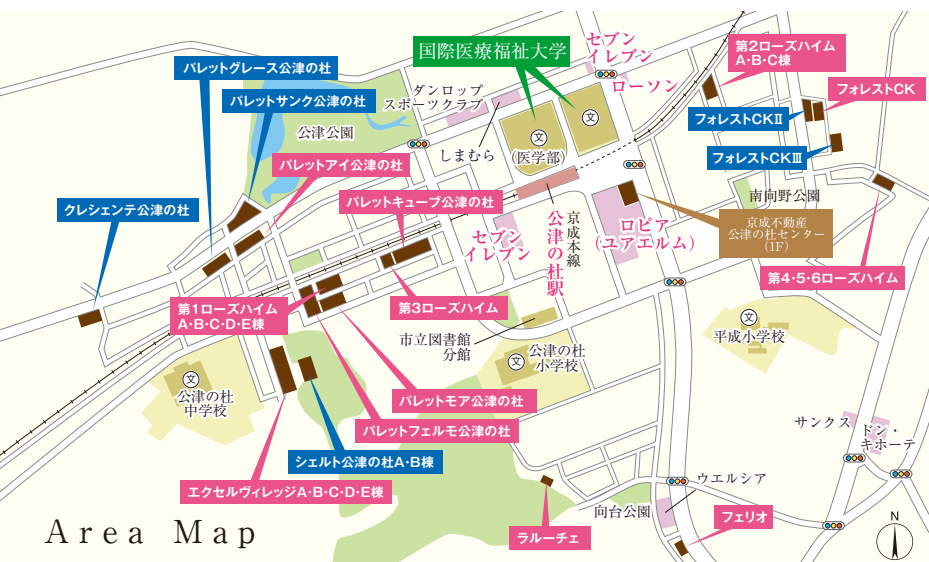 国際医療福祉大学
セブン
イレブン
ローソン
第2ローズハイム
A・B・C棟
フォレストCK
フォレストCKⅡ
フォレストCKⅢ
パレットグレース公津の杜
パレットサンク公津の杜
ダンロップ
スポーツクラブ
公津公園
しまむら
文
(医学部)
文
パレットアイ公津の杜
南向野公園
クレシェンテ公津の杜
パレットキューブ公津の杜
セブン
イレブン
公津の杜駅
京成本線
ロピア
(ユアエルム)
京成不動産
公津の杜センター
(1F)
第4・5・6ローズハイム
第1ローズハイム
A・B・C・D・E棟
第3ローズハイム
市立図書館
分館
文
公津の杜
小学校
文
平成小学校
文
公津の杜
中学校
パレットモア公津の杜
パレットフェルモ公津の杜
シェルト公津の杜A・B棟
エクセルヴィレッジA・B・C・D・E棟
サンクス
ドン・
キホーテ
ウエルシア
向台公園
フェリオ
ラルーチェ
Area Map
N